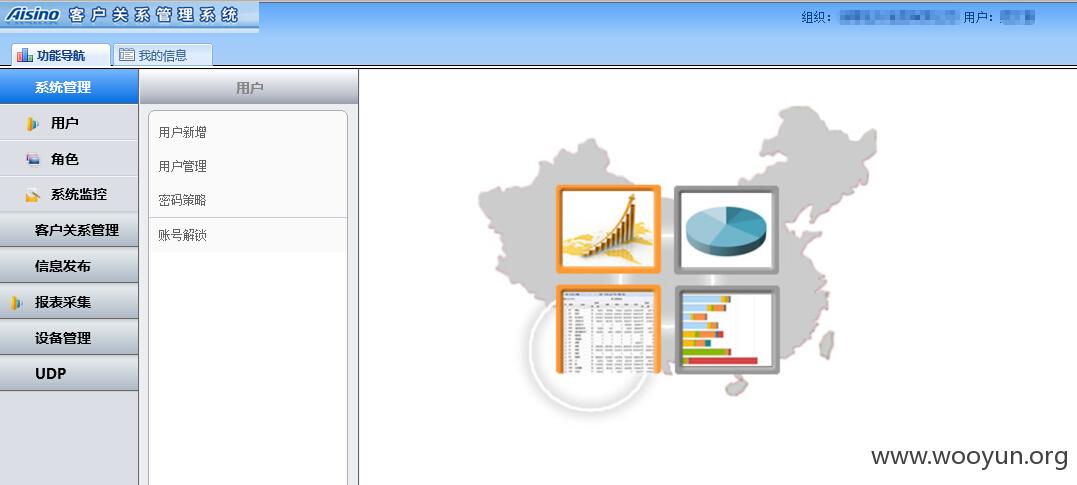 Aisino 客户关系管理系统
组织： 用户：
功能导航 我的信息
系统管理
用户
角色
系统监控
客户关系管理
信息发布
报表采集
设备管理
UDP
用户
用户新增
用户管理
密码策略
账号解锁
www.wooyun.org